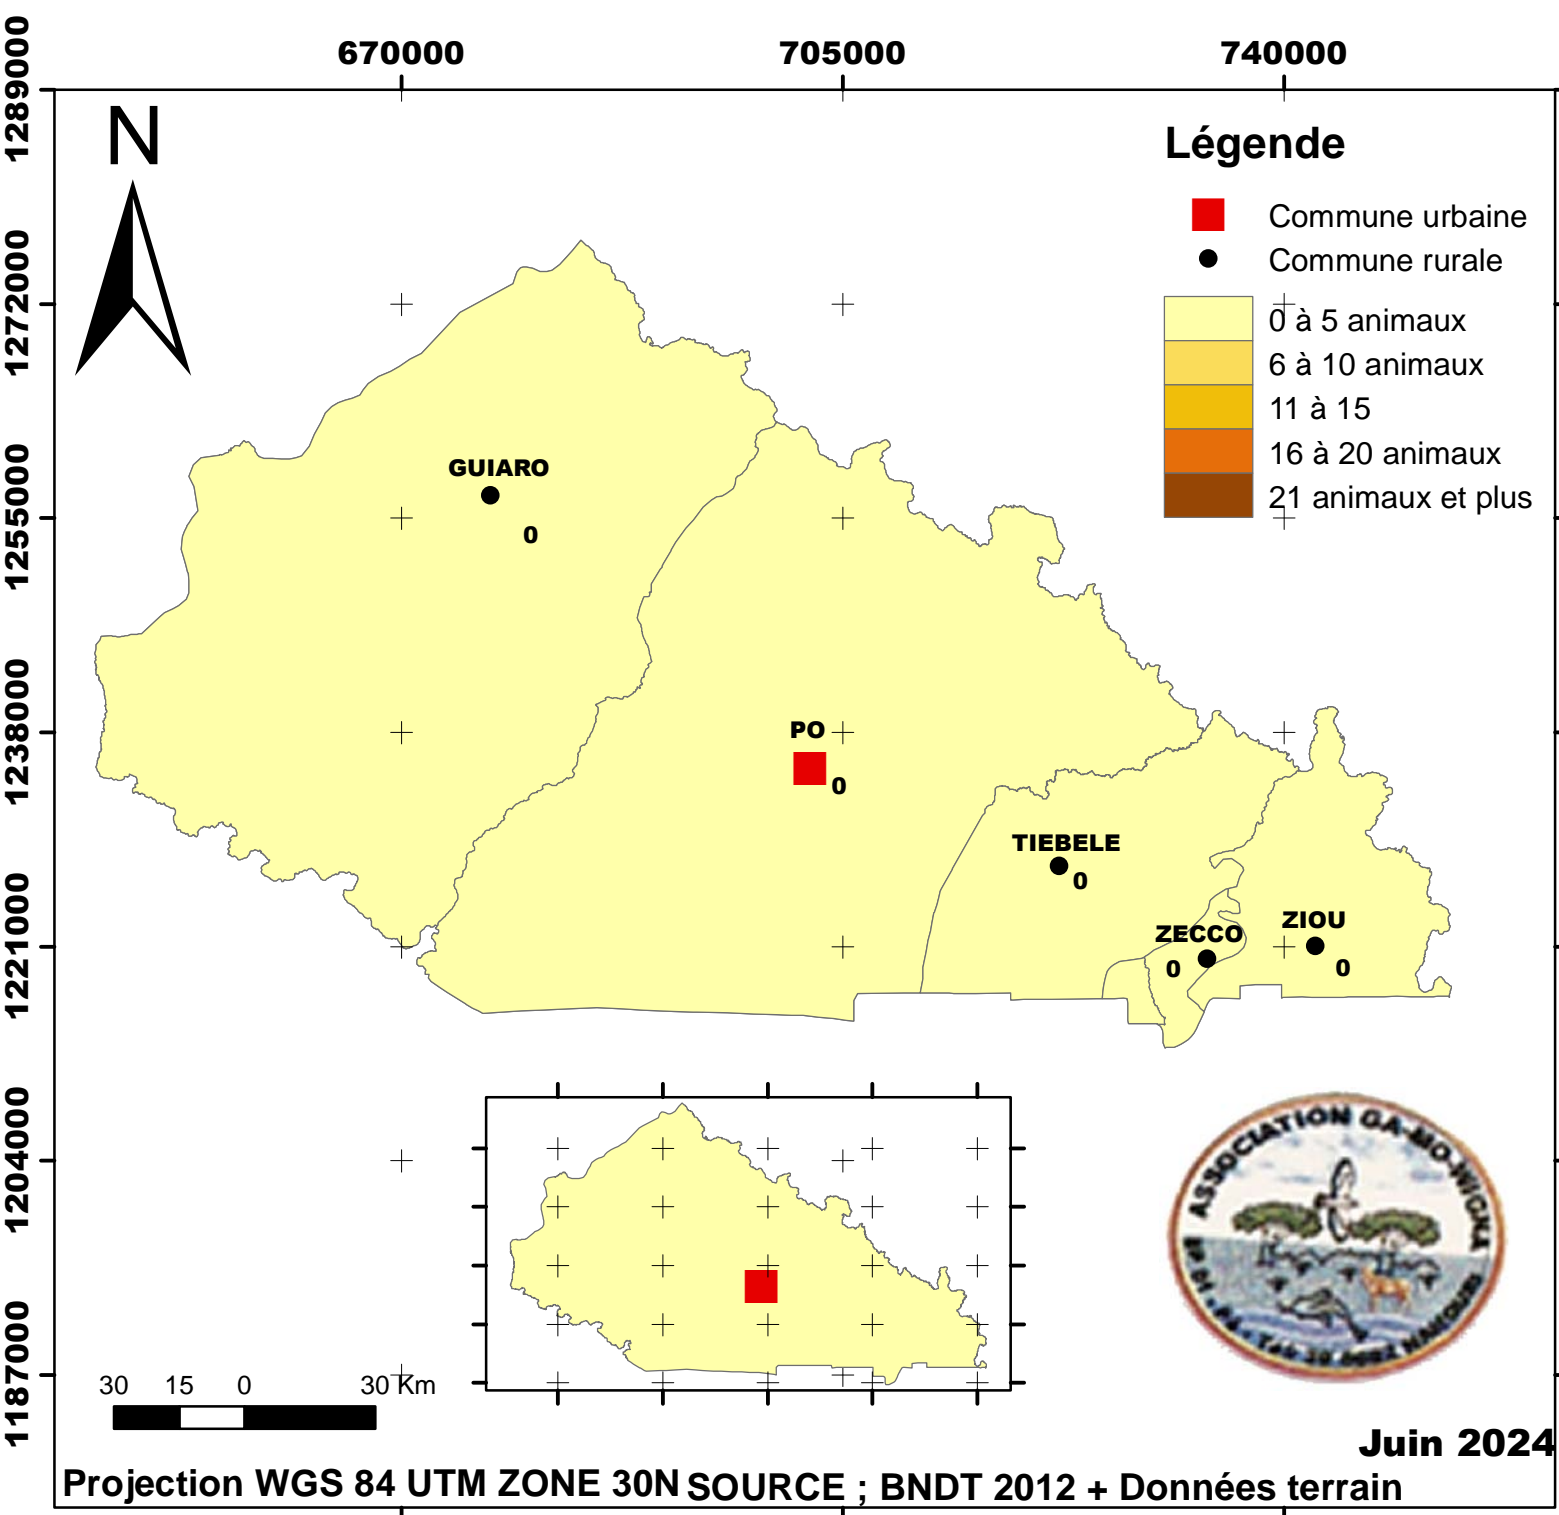 670000 705000 740000
1289000
1272000
1255000
1238000
1221000
1204000
1187000
N
Légende
Commune urbaine
Commune rurale
0 à 5 animaux
6 à 10 animaux
11 à 15
16 à 20 animaux
21 animaux et plus
GUIARO
0
PO
0
TIEBELE
0
ZECCO
0
ZIOU
0
ASSOCIATION GA-MO-WIGNA
30 15 0 30 Km
Juin 2024
Projection WGS 84 UTM ZONE 30N SOURCE ; BNDT 2012 + Données terrain